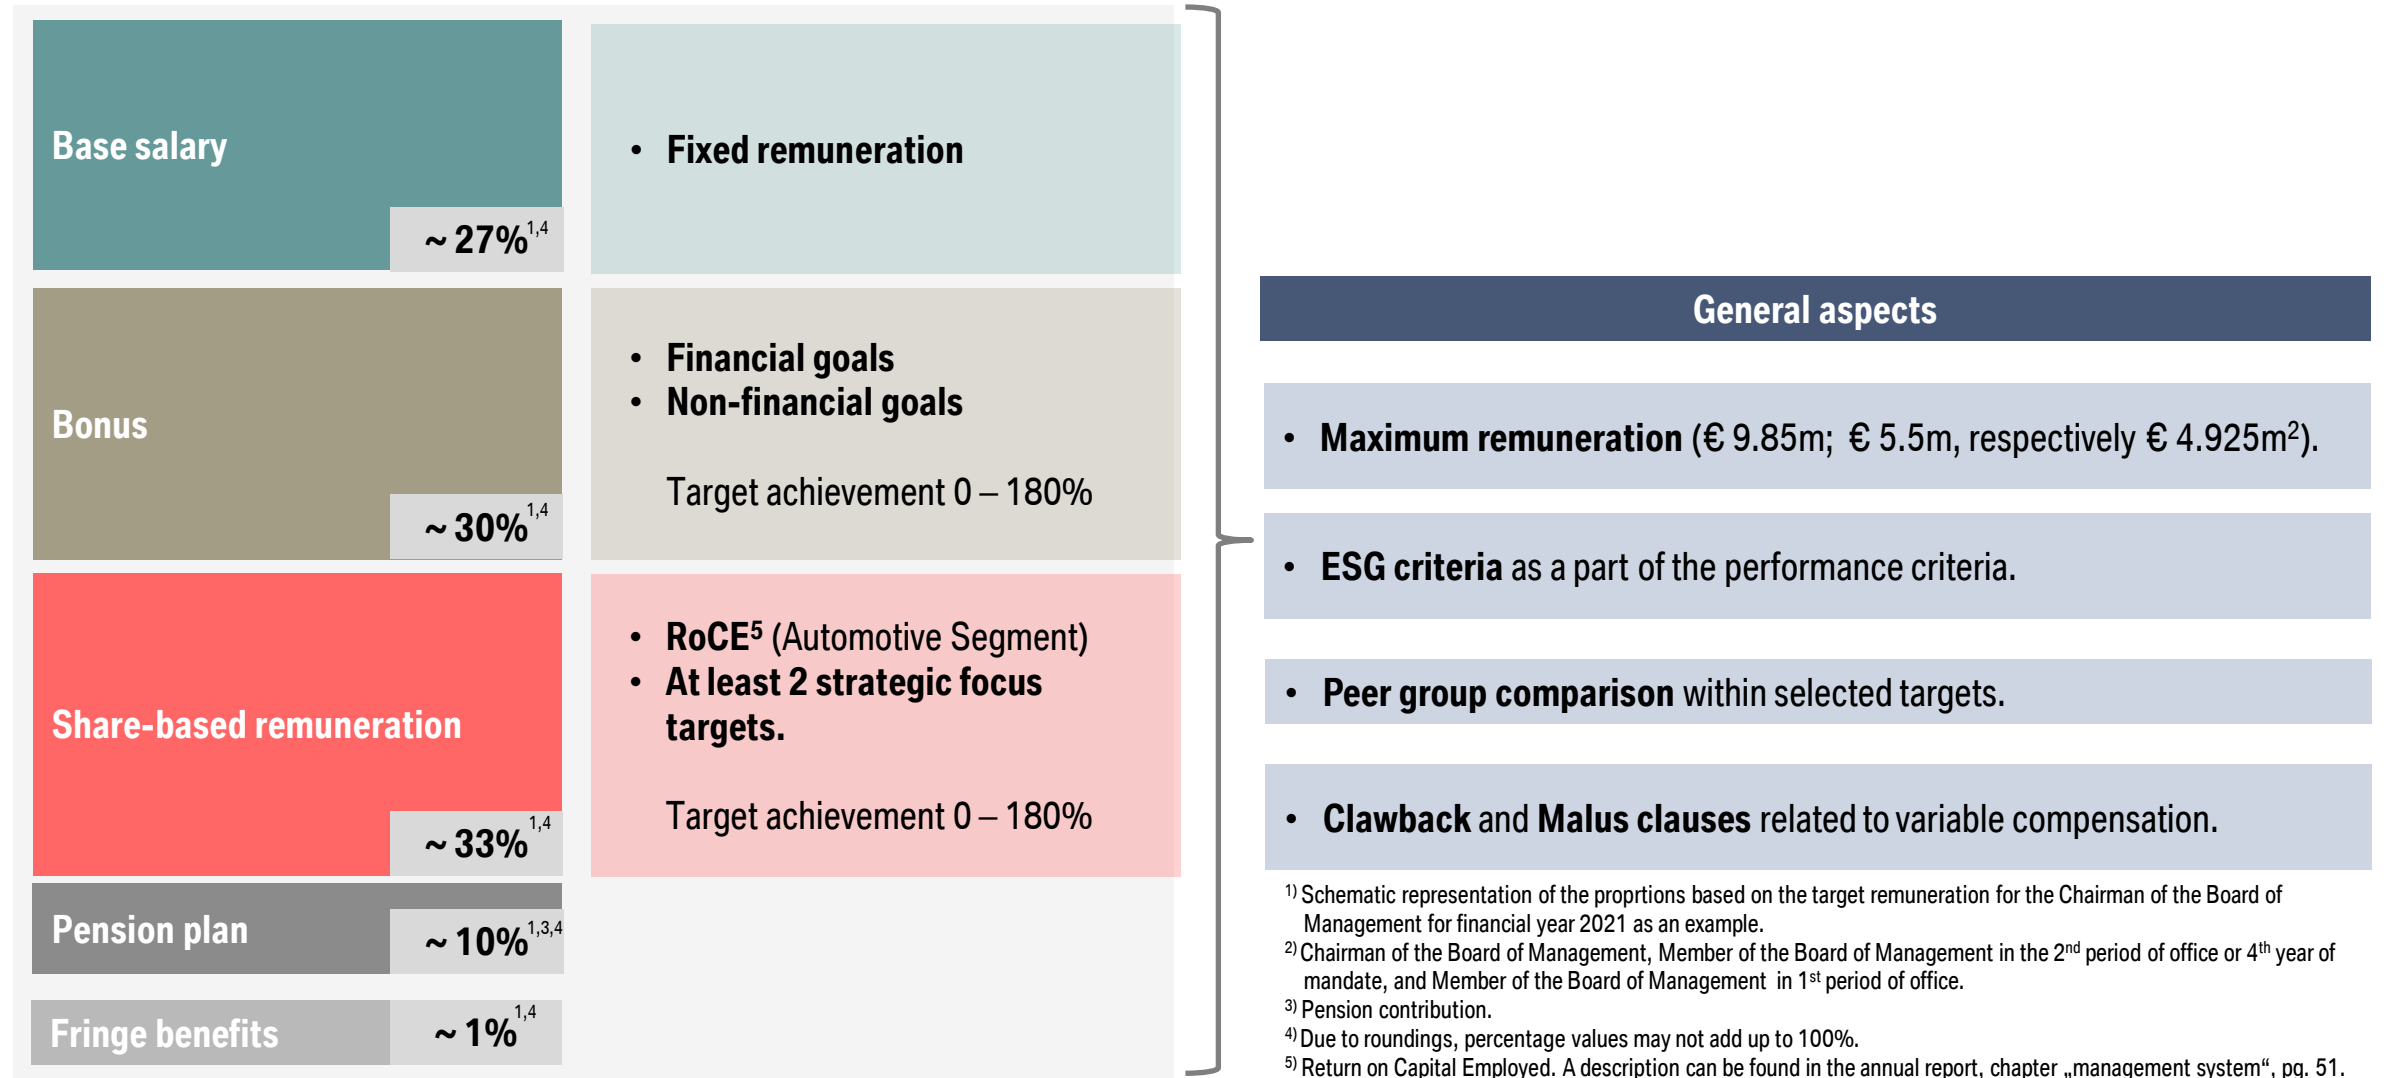 Base salary
~ 27%1,4
• Fixed remuneration
Bonus
~ 30%1,4
• Financial goals
• Non-financial goals
Target achievement 0 – 180%
Share-based remuneration
~ 33%1,4
• RoCE5 (Automotive Segment)
• At least 2 strategic focus
targets.
Target achievement 0 – 180%
Pension plan
~ 10%1,3,4
Fringe benefits
~ 1%1,4
General aspects
• Maximum remuneration (€ 9.85m; € 5.5m, respectively € 4.925m2).
• ESG criteria as a part of the performance criteria.
• Peer group comparison within selected targets.
• Clawback and Malus clauses related to variable compensation.
1) Schematic representation of the proprtions based on the target remuneration for the Chairman of the Board of
Management for financial year 2021 as an example.
2) Chairman of the Board of Management, Member of the Board of Management in the 2nd period of office or 4th year of
mandate, and Member of the Board of Management in 1st period of office.
3) Pension contribution.
4) Due to roundings, percentage values may not add up to 100%.
5) Return on Capital Employed. A description can be found in the annual report, chapter „management system“, pg. 51.